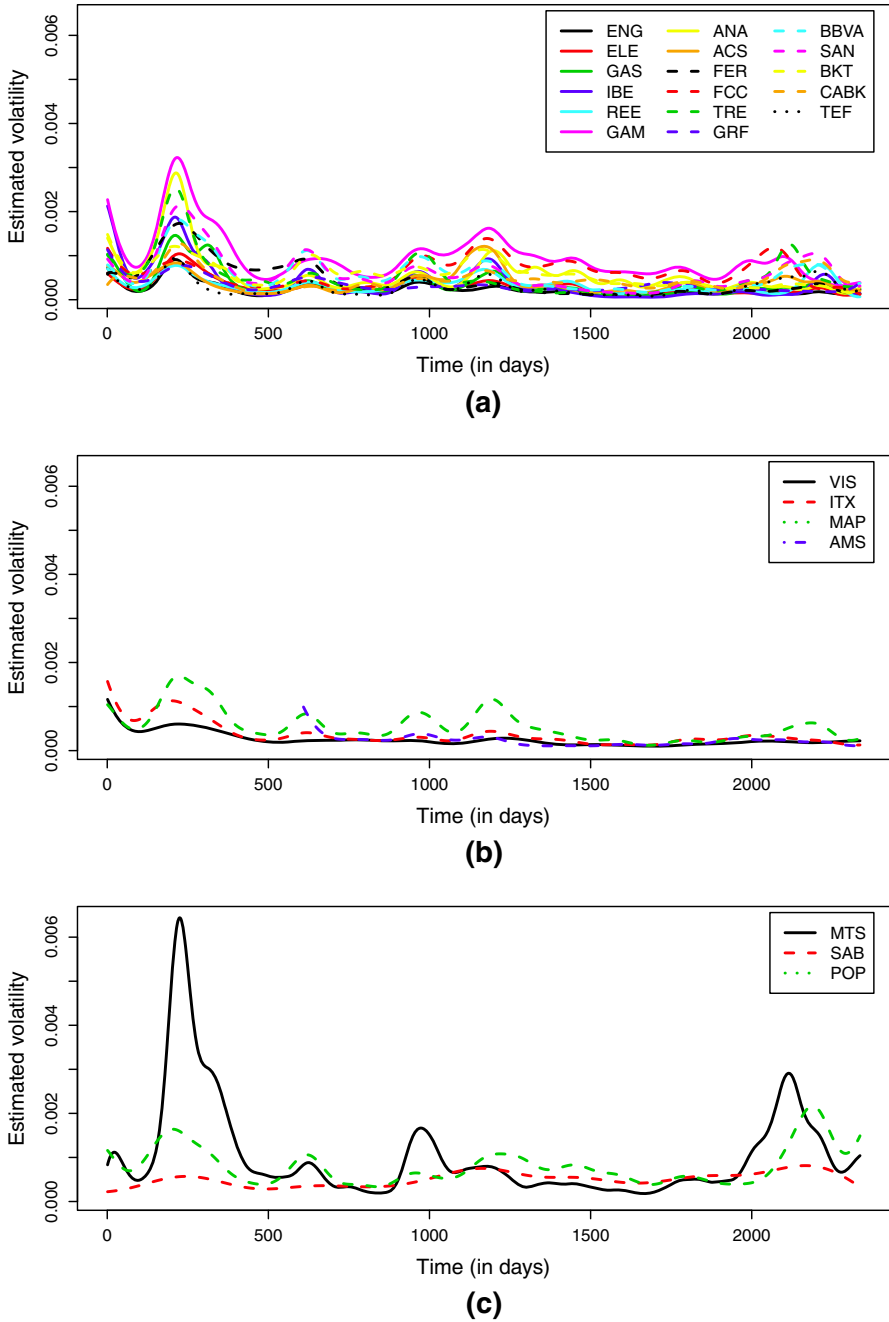 Estimated volatility
0.000 0.002 0.004 0.006
ENG ANA BBVA
ELE ACS SAN
GAS FER BKT
IBE FCC CABK
REE TRE TEF
GAM GRF
0 500 1000 1500 2000
Time (in days)
(a)
Estimated volatility
0.000 0.002 0.004 0.006
VIS
ITX
MAP
AMS
0 500 1000 1500 2000
Time (in days)
(b)
Estimated volatility
0.000 0.002 0.004 0.006
MTS
SAB
POP
0 500 1000 1500 2000
Time (in days)
(c)